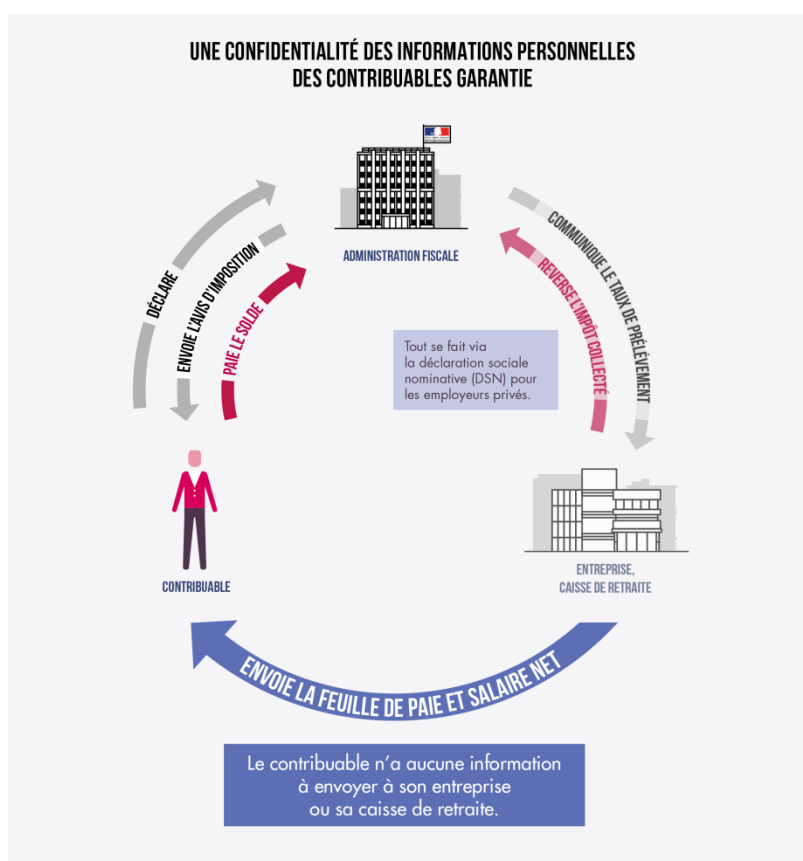 UNE CONFIDENTIALITÉ DES INFORMATIONS PERSONNELLES
DES CONTRIBUABLES GARANTIE
ADMINISTRATION FISCALE
DÉCLARE
ENVOIE L'AVIS D'IMPOSITION
PAIE LE SOLDE
COMMUNIQUE LE TAUX DE PRÉLÈVEMENT
REVERSE L'IMPÔT COLLECTÉ
Tout se fait via
la déclaration sociale
nominative (DSN) pour
les employeurs privés.
CONTRIBUABLE
ENTREPRISE,
CAISSE DE RETRAITE
ENVOIE LA FEUILLE DE PAIE ET SALAIRE NET
Le contribuable n'a aucune information
à envoyer à son entreprise
ou sa caisse de retraite.